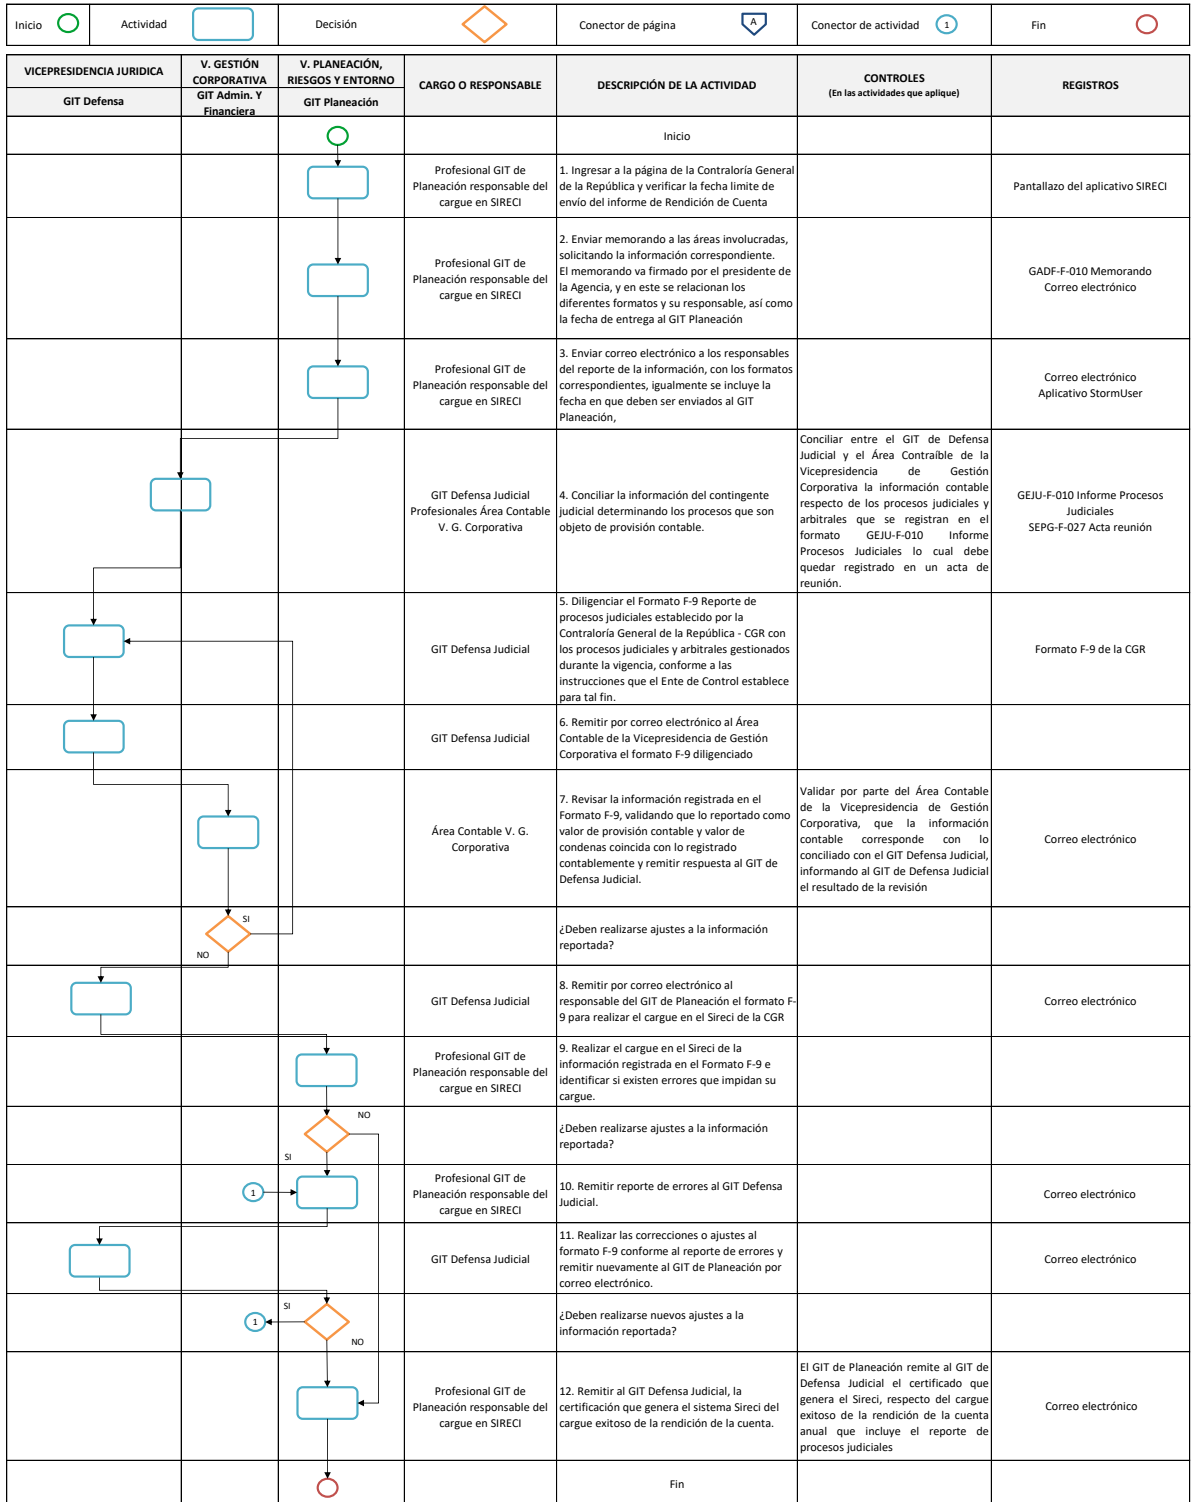 Inicio
Actividad
Decisión
Conector de página
A
Conector de actividad
1
Fin
VICEPRESIDENCIA JURIDICA
V. GESTIÓN
CORPORATIVA
V. PLANEACIÓN,
RIESGOS Y ENTORNO
CARGO O RESPONSABLE
DESCRIPCIÓN DE LA ACTIVIDAD
CONTROLES
(En las actividades que aplique)
REGISTROS
GIT Defensa
GIT Admin. Y
Financiera
GIT Planeación
Inicio
Profesional GIT de
Planeación responsable del
cargue en SIRECI
1. Ingresar a la página de la Contraloría General
de la República y verificar la fecha limite de
envío del informe de Rendición de Cuenta
Pantallazo del aplicativo SIRECI
Profesional GIT de
Planeación responsable del
cargue en SIRECI
2. Enviar memorando a las áreas involucradas,
solicitando la información correspondiente.
El memorando va firmado por el presidente de
la Agencia, y en este se relacionan los
diferentes formatos y su responsable, así como
la fecha de entrega al GIT Planeación
GADF-F-010 Memorando
Correo electrónico
Profesional GIT de
Planeación responsable del
cargue en SIRECI
3. Enviar correo electrónico a los responsables
del reporte de la información, con los formatos
correspondientes, igualmente se incluye la
fecha en que deben ser enviados al GIT
Planeación,
Correo electrónico
Aplicativo StormUser
GIT Defensa Judicial
Profesionales Área Contable
V. G. Corporativa
4. Conciliar la información del contingente
judicial determinando los procesos que son
objeto de provisión contable.
Conciliar entre el GIT de Defensa
Judicial y el Área Contraíble de la
Vicepresidencia de Gestión
Corporativa la información contable
respecto de los procesos judiciales y
arbitrales que se registran en el
formato GEJU-F-010 Informe
Procesos Judiciales lo cual debe
quedar registrado en un acta de
reunión.
GEJU-F-010 Informe Procesos
Judiciales
SEPG-F-027 Acta reunión
GIT Defensa Judicial
5. Diligenciar el Formato F-9 Reporte de
procesos judiciales establecido por la
Contraloría General de la República - CGR con
los procesos judiciales y arbitrales gestionados
durante la vigencia, conforme a las
instrucciones que el Ente de Control establece
para tal fin.
Formato F-9 de la CGR
GIT Defensa Judicial
6. Remitir por correo electrónico al Área
Contable de la Vicepresidencia de Gestión
Corporativa el formato F-9 diligenciado
Área Contable V. G.
Corporativa
7. Revisar la información registrada en el
Formato F-9, validando que lo reportado como
valor de provisión contable y valor de
condenas coincida con lo registrado
contablemente y remitir respuesta al GIT de
Defensa Judicial.
Validar por parte del Área Contable
de la Vicepresidencia de Gestión
Corporativa, que la información
contable corresponde con lo
conciliado con el GIT Defensa Judicial,
informando al GIT de Defensa Judicial
el resultado de la revisión
Correo electrónico
SI
NO
¿Deben realizarse ajustes a la información
reportada?
GIT Defensa Judicial
8. Remitir por correo electrónico al
responsable del GIT de Planeación el formato F-
9 para realizar el cargue en el Sireci de la CGR
Correo electrónico
Profesional GIT de
Planeación responsable del
cargue en SIRECI
9. Realizar el cargue en el Sireci de la
información registrada en el Formato F-9 e
identificar si existen errores que impidan su
cargue.
NO
SI
¿Deben realizarse ajustes a la información
reportada?
1
Profesional GIT de
Planeación responsable del
cargue en SIRECI
10. Remitir reporte de errores al GIT Defensa
Judicial.
Correo electrónico
GIT Defensa Judicial
11. Realizar las correcciones o ajustes al
formato F-9 conforme al reporte de errores y
remitir nuevamente al GIT de Planeación por
correo electrónico.
Correo electrónico
SI
1
NO
¿Deben realizarse nuevos ajustes a la
información reportada?
Profesional GIT de
Planeación responsable del
cargue en SIRECI
12. Remitir al GIT Defensa Judicial, la
certificación que genera el sistema Sireci del
cargue exitoso de la rendición de la cuenta.
El GIT de Planeación remite al GIT de
Defensa Judicial el certificado que
genera el Sireci, respecto del cargue
exitoso de la rendición de la cuenta
anual que incluye el reporte de
procesos judiciales
Correo electrónico
Fin